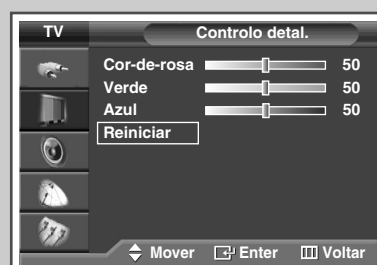 TV
Controlo detal.
Cor-de-rosa 50
Verde 50
Azul 50
Reiniciar
Mover Enter Voltar